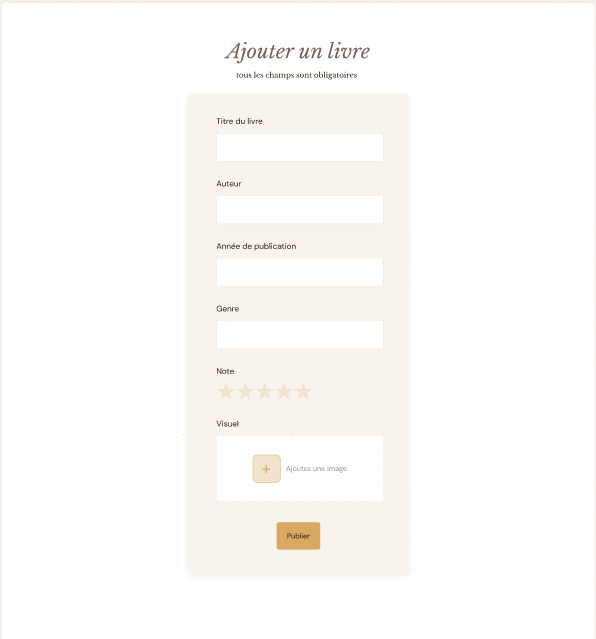 Ajouter un livre
tous les champs sont obligatoires
Titre du livre
Auteur
Année de publication
Genre
Note
Visuel
+ Ajoutez une image
Publier